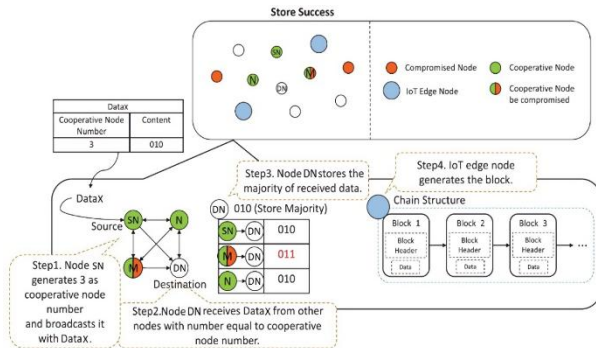 Store Success
SN
N
M
DN
Compromised Node
Cooperative Node
IoT Edge Node
Cooperative Node
be compromised
DataX
Cooperative Node
Number
Content
3
010
Step3. Node DN stores the
majority of received data.
Step4. IoT edge node
generates the block.
DataX
Source
SN
N
M
DN
Destination
DN 010 (Store Majority)
SN DN 010
M DN 011
N DN 010
Chain Structure
Block 1 Block 2 Block 3
Block
Header
Data
Block
Header
Data
Block
Header
Data
...
Step1. Node SN
generates 3 as
cooperative node
number
and broadcasts it
with DataX.
Step2.Node DN receives DataX from other
nodes with number equal to cooperative
node number.